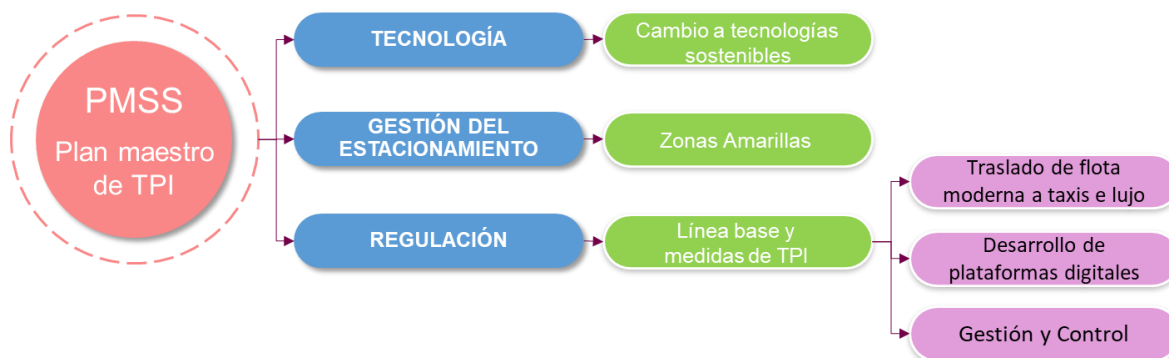 PMSS
Plan maestro
de TPI
TECNOLOGÍA
Cambio a tecnologías
sostenibles
GESTIÓN DEL
ESTACIONAMIENTO
Zonas Amarillas
REGULACIÓN
Línea base y
medidas de TPI
Traslado de flota
moderna a taxis e lujo
Desarrollo de
plataformas digitales
Gestión y Control